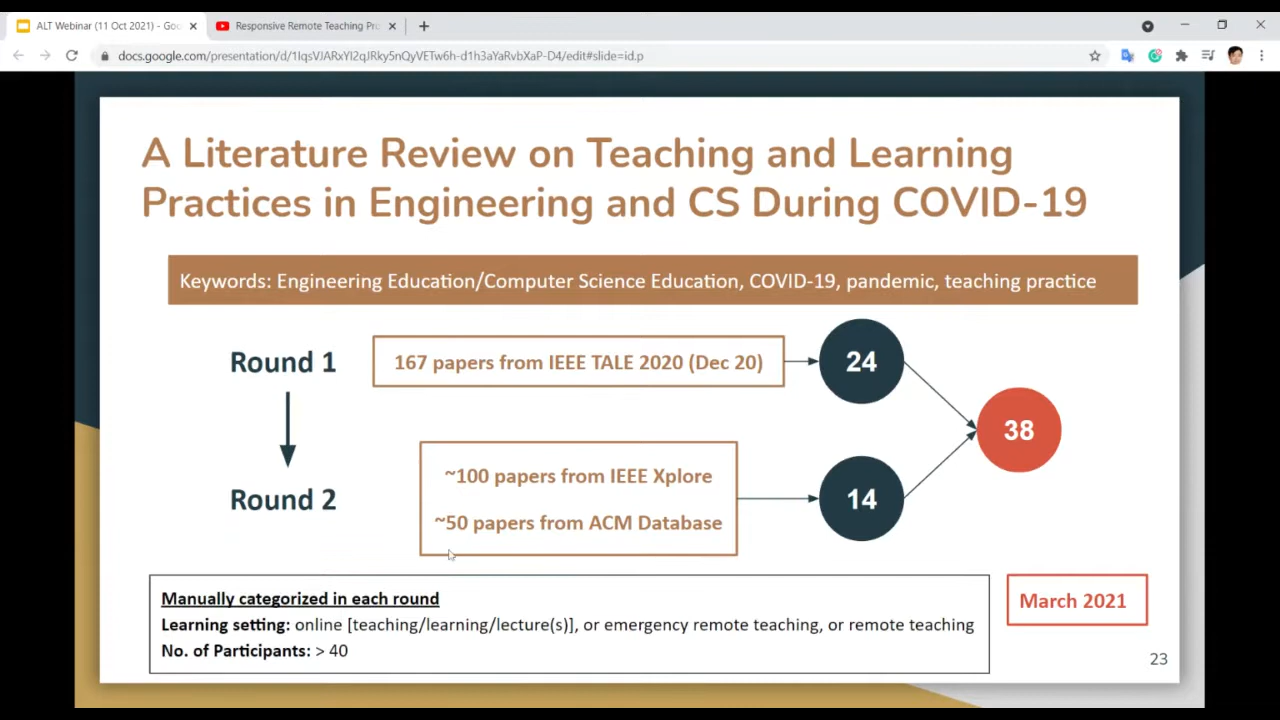 ALT Webinar (11 Oct 2021) - Goo
Responsive Remote Teaching Pro
docs.google.com/presentation/d/1IqsVJARxYI2qJRky5nQyVETw6h-d1h3aYaRvbXaP-D4/edit#slide=id.p
A Literature Review on Teaching and Learning
Practices in Engineering and CS During COVID-19
Keywords: Engineering Education/Computer Science Education, COVID-19, pandemic, teaching practice
Round 1
167 papers from IEEE TALE 2020 (Dec 20)
24
38
Round 2
~100 papers from IEEE Xplore
~50 papers from ACM Database
14
Manually categorized in each round
Learning setting: online [teaching/learning/lecture(s)], or emergency remote teaching, or remote teaching
No. of Participants: > 40
March 2021
23